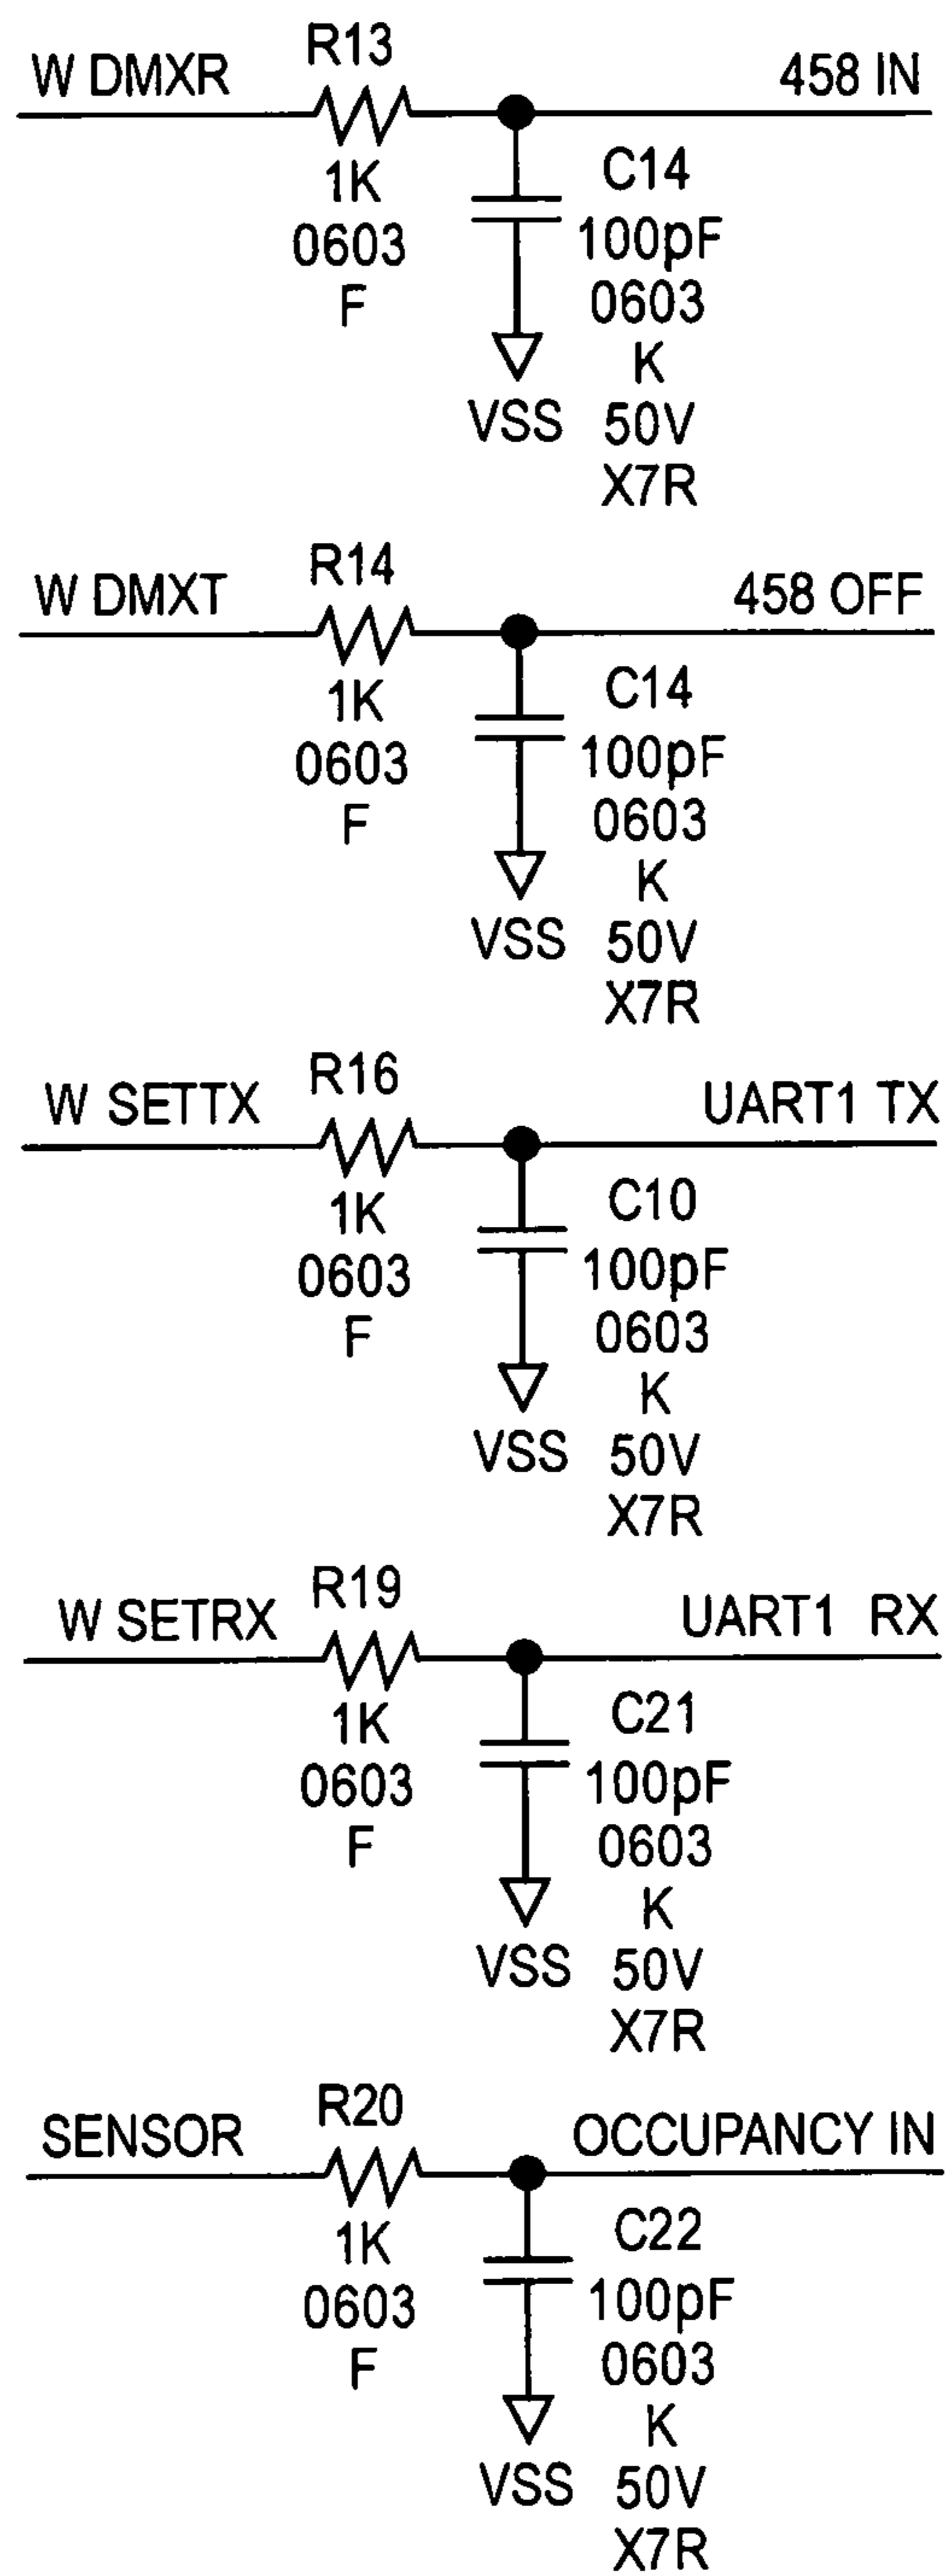 W DMXR
R13
458 IN
1K
0603
F
C14
100pF
0603
K
50V
X7R
VSS
W DMXT
R14
458 OFF
1K
0603
F
C14
100pF
0603
K
50V
X7R
VSS
W SETTX
R16
UART1 TX
1K
0603
F
C10
100pF
0603
K
50V
X7R
VSS
W SETRX
R19
UART1 RX
1K
0603
F
C21
100pF
0603
K
50V
X7R
VSS
SENSOR
R20
OCCUPANCY IN
1K
0603
F
C22
100pF
0603
K
50V
X7R
VSS